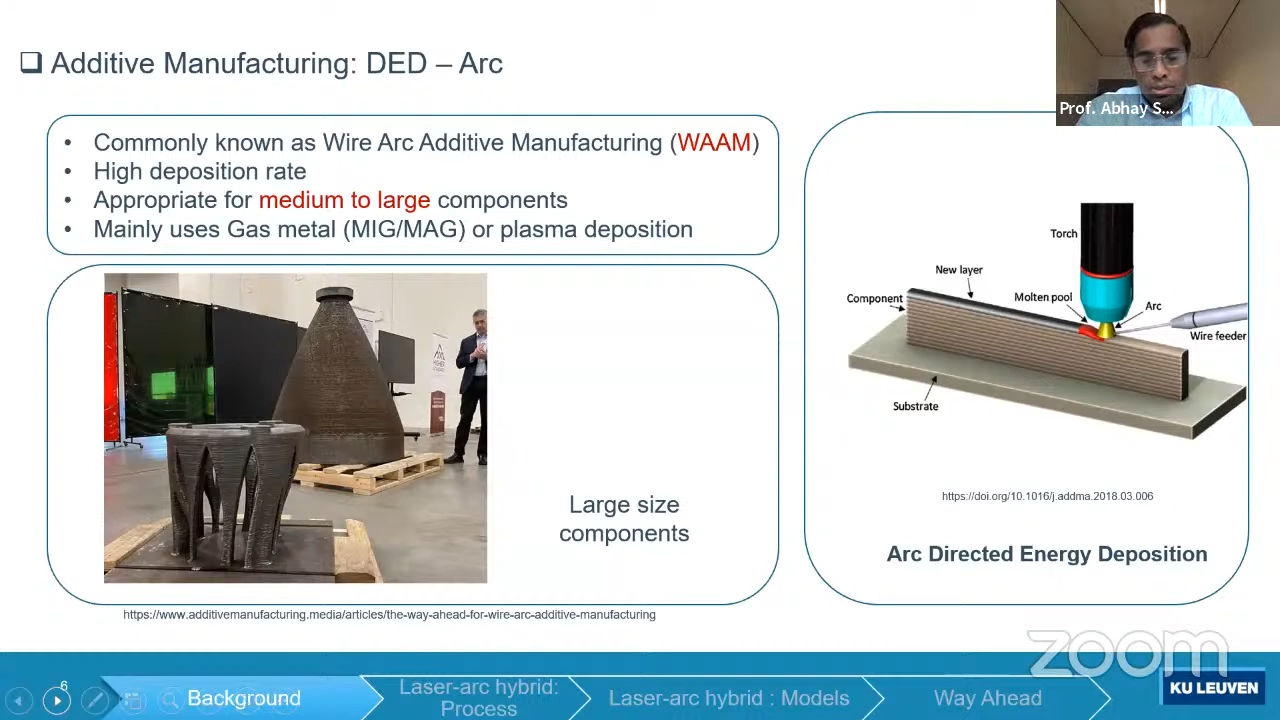 Additive Manufacturing: DED – Arc
Prof. Abhay S...
• Commonly known as Wire Arc Additive Manufacturing (WAAM)
• High deposition rate
• Appropriate for medium to large components
• Mainly uses Gas metal (MIG/MAG) or plasma deposition
Large size
components
https://www.additivemanufacturing.media/articles/the-way-ahead-for-wire-arc-additive-manufacturing
Torch
New layer
Component
Molten pool
Arc
Wire feeder
Substrate
https://doi.org/10.1016/j.addma.2018.03.006
Arc Directed Energy Deposition
zoom
6
Background
Laser-arc hybrid:
Process
Laser-arc hybrid : Models
Way Ahead
KU LEUVEN